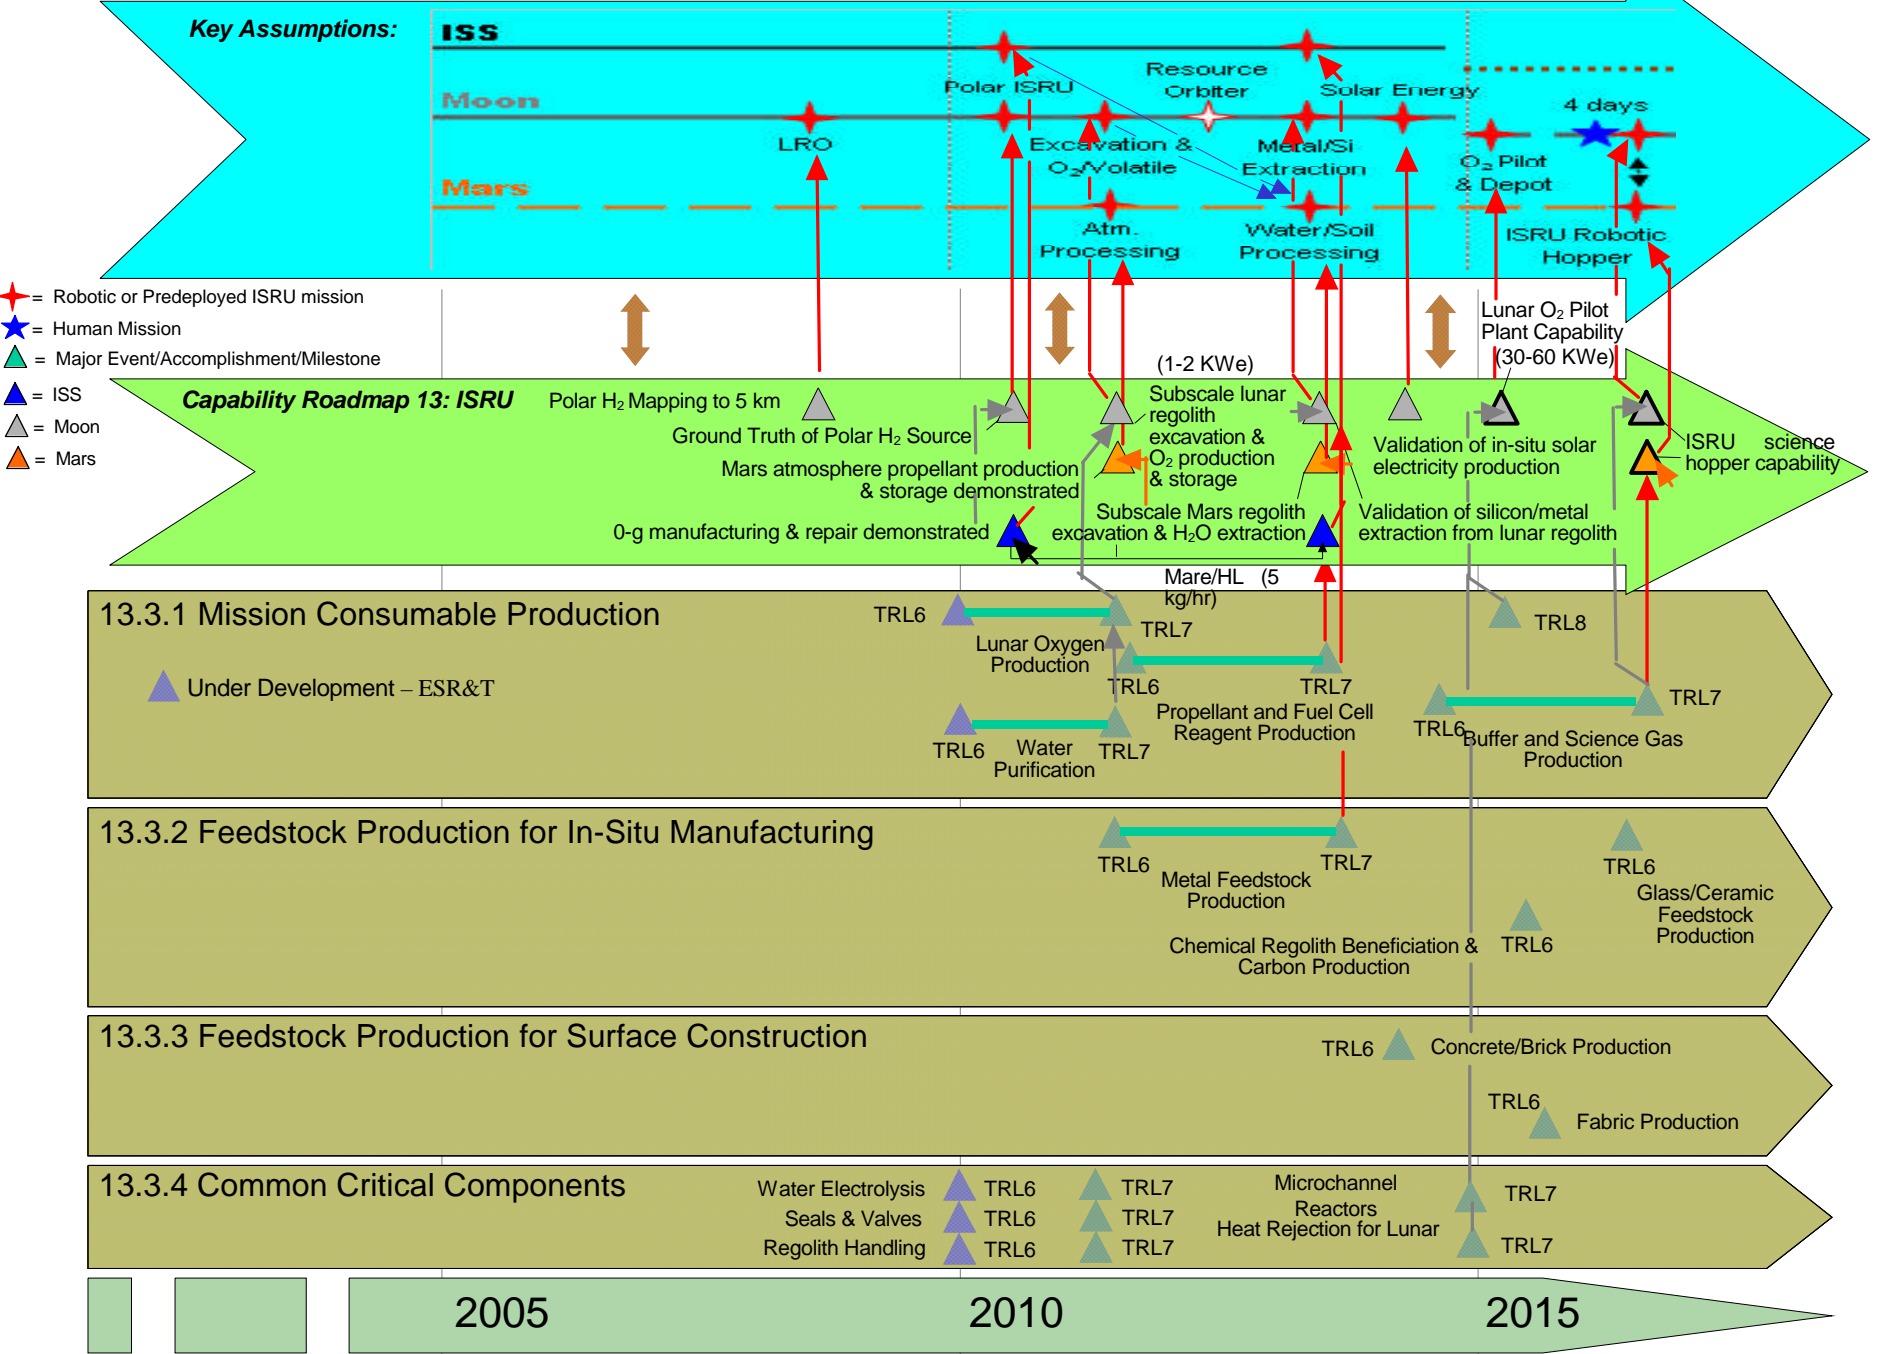 Key Assumptions:
ISS
Moon
Mars
Polar ISRU
Resource
Orbiter
Solar Energy
4 days
LRO
Excavation &
O₂/Volatile
Metal/Si
Extraction
O₂ Pilot
& Depot
Atm.
Processing
Water/Soil
Processing
ISRU Robotic
Hopper
= Robotic or Predeployed ISRU mission
= Human Mission
= Major Event/Accomplishment/Milestone
= ISS
= Moon
= Mars
Lunar O₂ Pilot
Plant Capability
(30-60 KWe)
(1-2 KWe)
Capability Roadmap 13: ISRU
Polar H₂ Mapping to 5 km
Ground Truth of Polar H₂ Source
Mars atmosphere propellant production
& storage demonstrated
0-g manufacturing & repair demonstrated
Subscale lunar
regolith
excavation &
O₂ production
& storage
Subscale Mars regolith
excavation & H₂O extraction
Validation of in-situ solar
electricity production
Validation of silicon/metal
extraction from lunar regolith
ISRU science
hopper capability
Mare/HL (5
kg/hr)
13.3.1 Mission Consumable Production
Under Development – ESR&T
TRL6
TRL7
Lunar Oxygen
Production
TRL6
TRL7
Propellant and Fuel Cell
Reagent Production
TRL6
TRL7
Water
Purification
TRL8
TRL6
TRL7
Buffer and Science Gas
Production
13.3.2 Feedstock Production for In-Situ Manufacturing
TRL6
TRL7
Metal Feedstock
Production
TRL6
Chemical Regolith Beneficiation &
Carbon Production
TRL6
Glass/Ceramic
Feedstock
Production
13.3.3 Feedstock Production for Surface Construction
TRL6
Concrete/Brick Production
TRL6
Fabric Production
13.3.4 Common Critical Components
Water Electrolysis TRL6 TRL7
Seals & Valves TRL6 TRL7
Regolith Handling TRL6 TRL7
Microchannel
Reactors
TRL7
Heat Rejection for Lunar
TRL7
2005
2010
2015